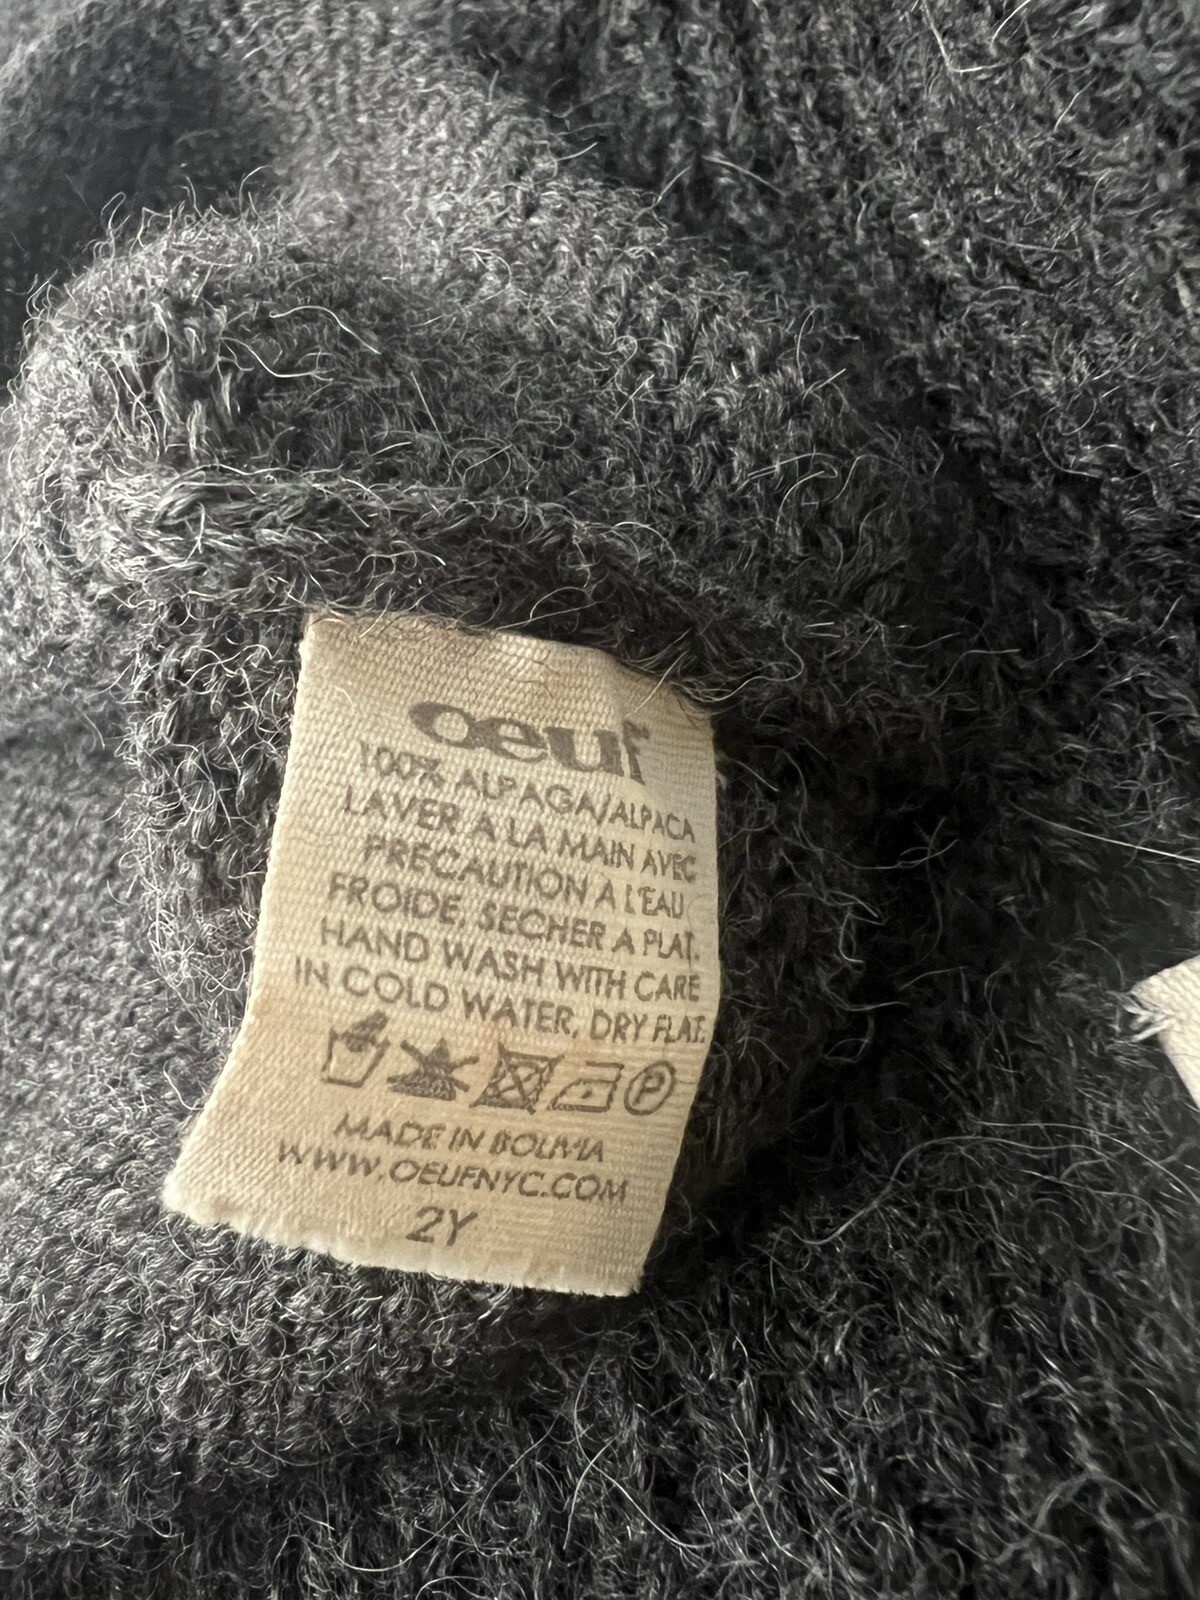 oeuf
100% ALPAGA/ALPACA
LAVER A LA MAIN AVEC
PRECAUTION A L'EAU
FROIDE, SECHER A PLAT.
HAND WASH WITH CARE
IN COLD WATER, DRY FLAT.
P
MADE IN BOLIVIA
WWW.OEUFNYC.COM
2Y